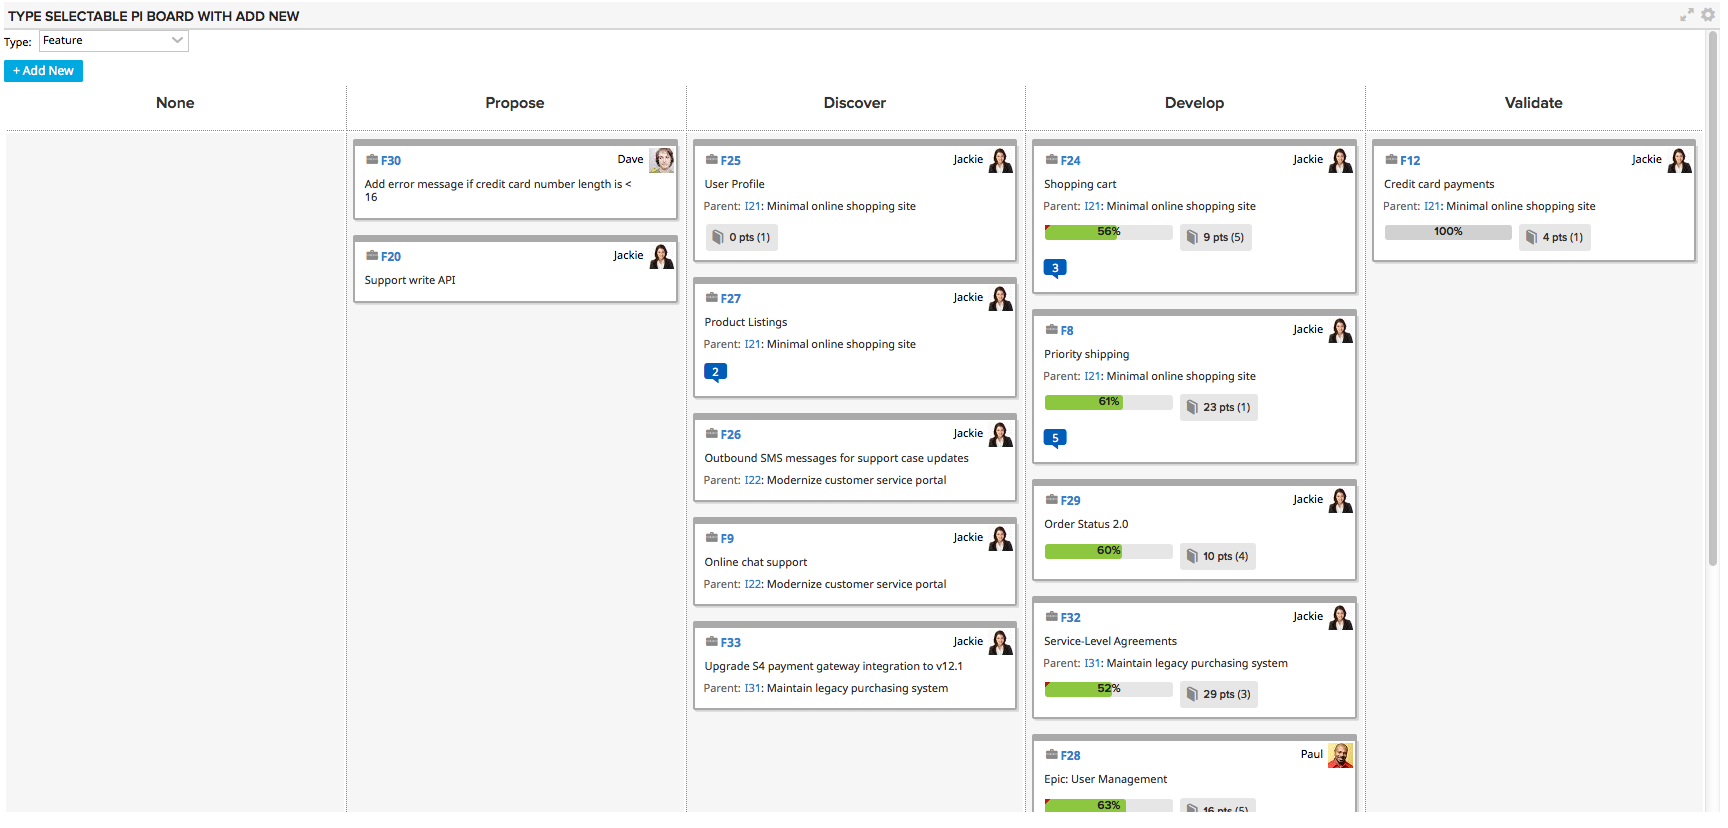 TYPE SELECTABLE PI BOARD WITH ADD NEW
Type: Feature
+ Add New
None
Propose
Discover
Develop
Validate
F30 Dave
Add error message if credit card number length is <
16
F20 Jackie
Support write API
F25 Jackie
User Profile
Parent: I21: Minimal online shopping site
0 pts (1)
F27 Jackie
Product Listings
Parent: I21: Minimal online shopping site
2
F26 Jackie
Outbound SMS messages for support case updates
Parent: I22: Modernize customer service portal
F9 Jackie
Online chat support
Parent: I22: Modernize customer service portal
F33 Jackie
Upgrade S4 payment gateway integration to v12.1
Parent: I31: Maintain legacy purchasing system
F24 Jackie
Shopping cart
Parent: I21: Minimal online shopping site
56% 9 pts (5)
3
F8 Jackie
Priority shipping
Parent: I21: Minimal online shopping site
61% 23 pts (1)
5
F29 Jackie
Order Status 2.0
60% 10 pts (4)
F32 Jackie
Service-Level Agreements
Parent: I31: Maintain legacy purchasing system
52% 29 pts (3)
F28 Paul
Epic: User Management
63% 16 pts (5)
F12 Jackie
Credit card payments
Parent: I21: Minimal online shopping site
100% 4 pts (1)